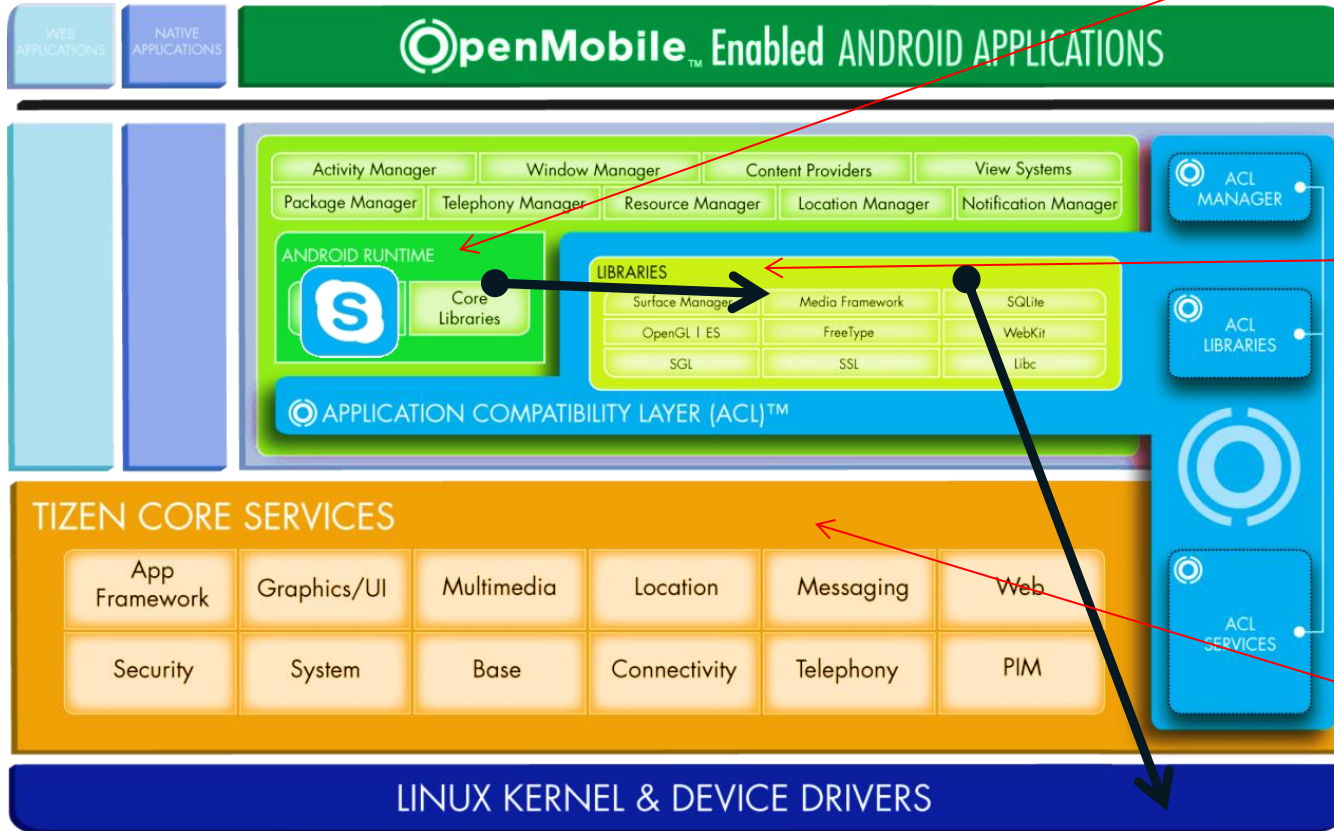 WEB
APPLICATIONS
NATIVE
APPLICATIONS
OpenMobile™ Enabled ANDROID APPLICATIONS
Activity Manager
Window Manager
Content Providers
View Systems
Package Manager
Telephony Manager
Resource Manager
Location Manager
Notification Manager
ANDROID RUNTIME
S
Core
Libraries
LIBRARIES
Surface Manager
Media Framework
SQLite
OpenGL | ES
FreeType
WebKit
SGL
SSL
Libc
APPLICATION COMPATIBILITY LAYER (ACL)™
ACL
MANAGER
ACL
LIBRARIES
ACL
SERVICES
TIZEN CORE SERVICES
App
Framework
Graphics/UI
Multimedia
Location
Messaging
Web
Security
System
Base
Connectivity
Telephony
PIM
LINUX KERNEL & DEVICE DRIVERS